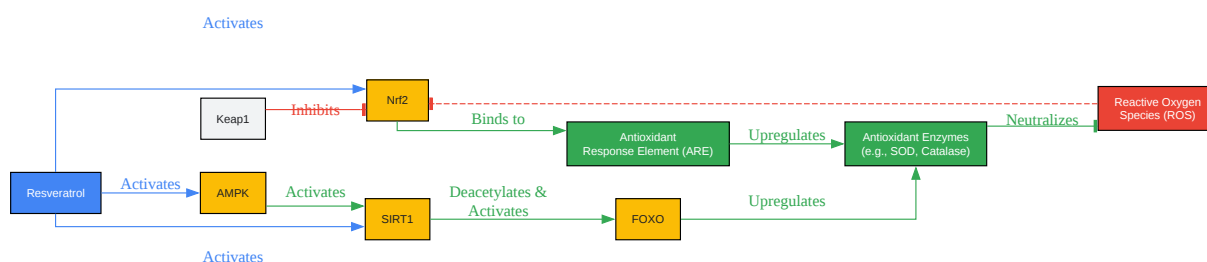 Activates
Nrf2
Reactive Oxygen
Species (ROS)
Inhibits
Keap1
Binds to
Antioxidant
Response Element (ARE)
Upregulates
Antioxidant Enzymes
(e.g., SOD, Catalase)
Neutralizes
Resveratrol
Activates
AMPK
Activates
SIRT1
Deacetylates &
Activates
FOXO
Upregulates
Activates